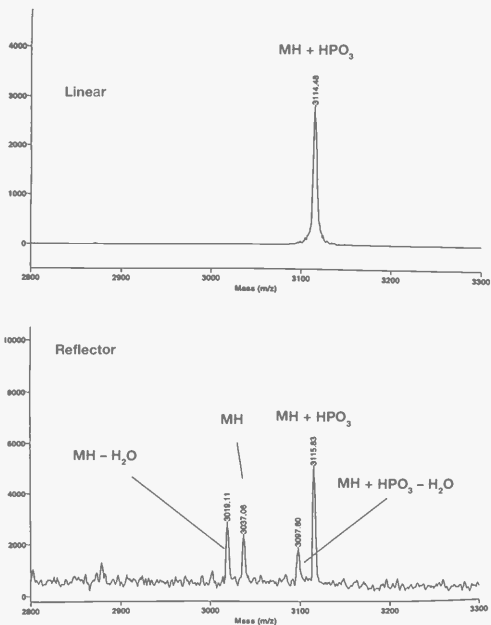 MH + HPO₃
Linear
3114.48
4000
3000
2000
1000
0
2800 2900 3000 3100 3200 3300
Mass (m/z)
10000
Reflector
8000
MH
MH + HPO₃
MH – H₂O
3115.83
6000
MH + HPO₃ – H₂O
4000
3019.11
3037.06
3097.80
2000
0
2800 2900 3000 3100 3200 3300
Mass (m/z)